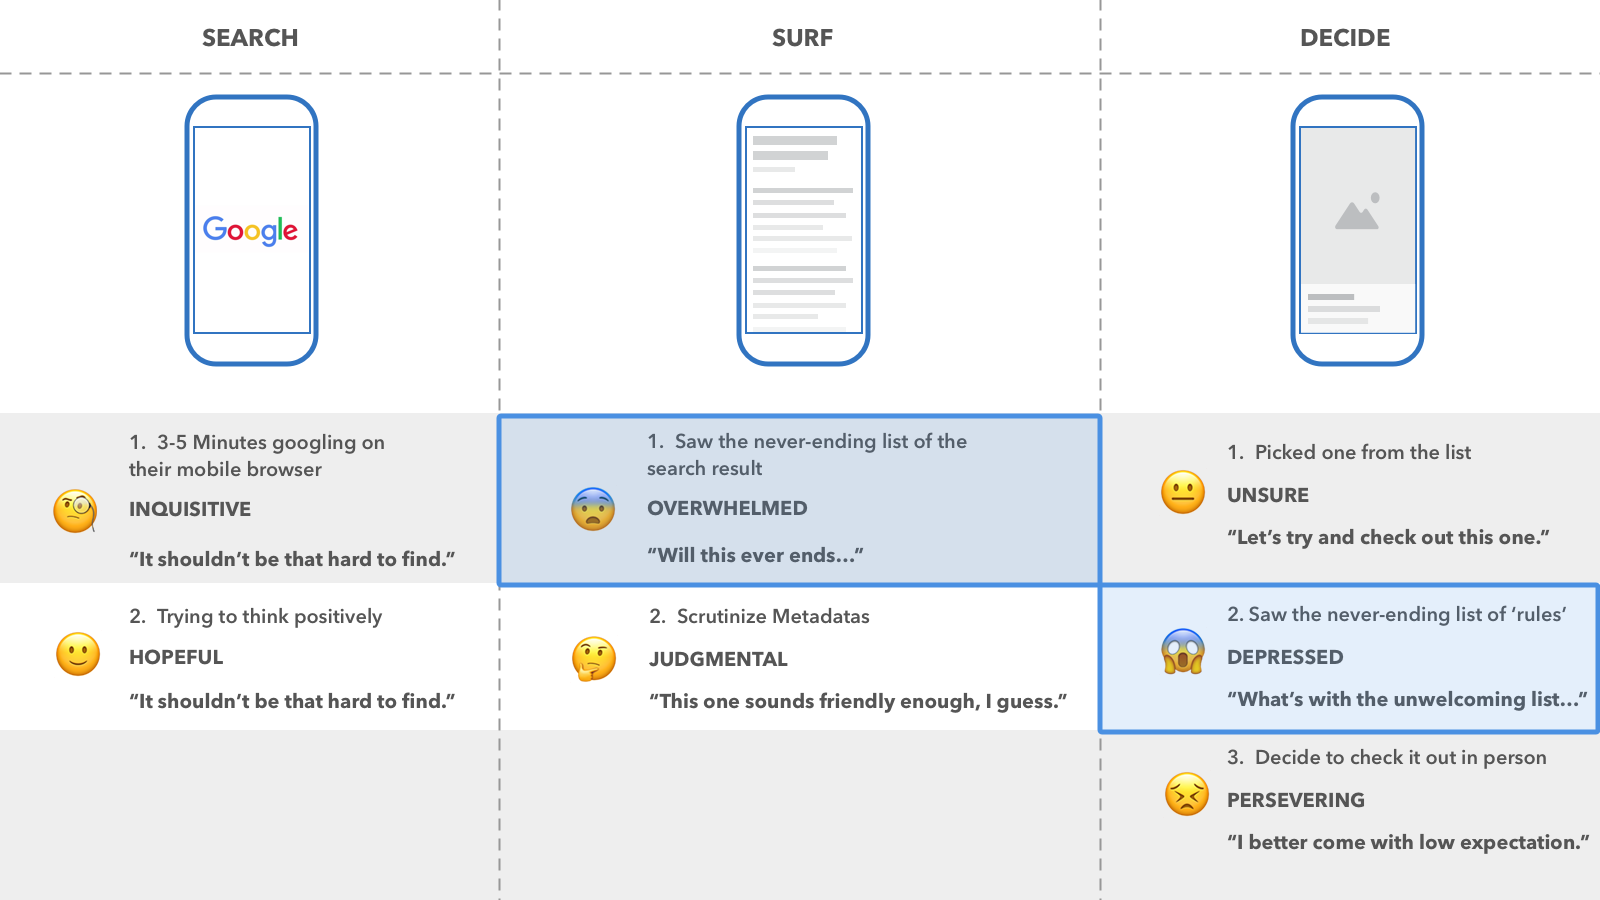 SEARCH
SURF
DECIDE
Google
1. 3-5 Minutes googling on
their mobile browser
INQUISITIVE
“It shouldn’t be that hard to find.”
1. Saw the never-ending list of the
search result
OVERWHELMED
“Will this ever ends…”
1. Picked one from the list
UNSURE
“Let’s try and check out this one.”
2. Trying to think positively
HOPEFUL
“It shouldn’t be that hard to find.”
2. Scrutinize Metadatas
JUDGMENTAL
“This one sounds friendly enough, I guess.”
2. Saw the never-ending list of ‘rules’
DEPRESSED
“What’s with the unwelcoming list…”
3. Decide to check it out in person
PERSEVERING
“I better come with low expectation.”